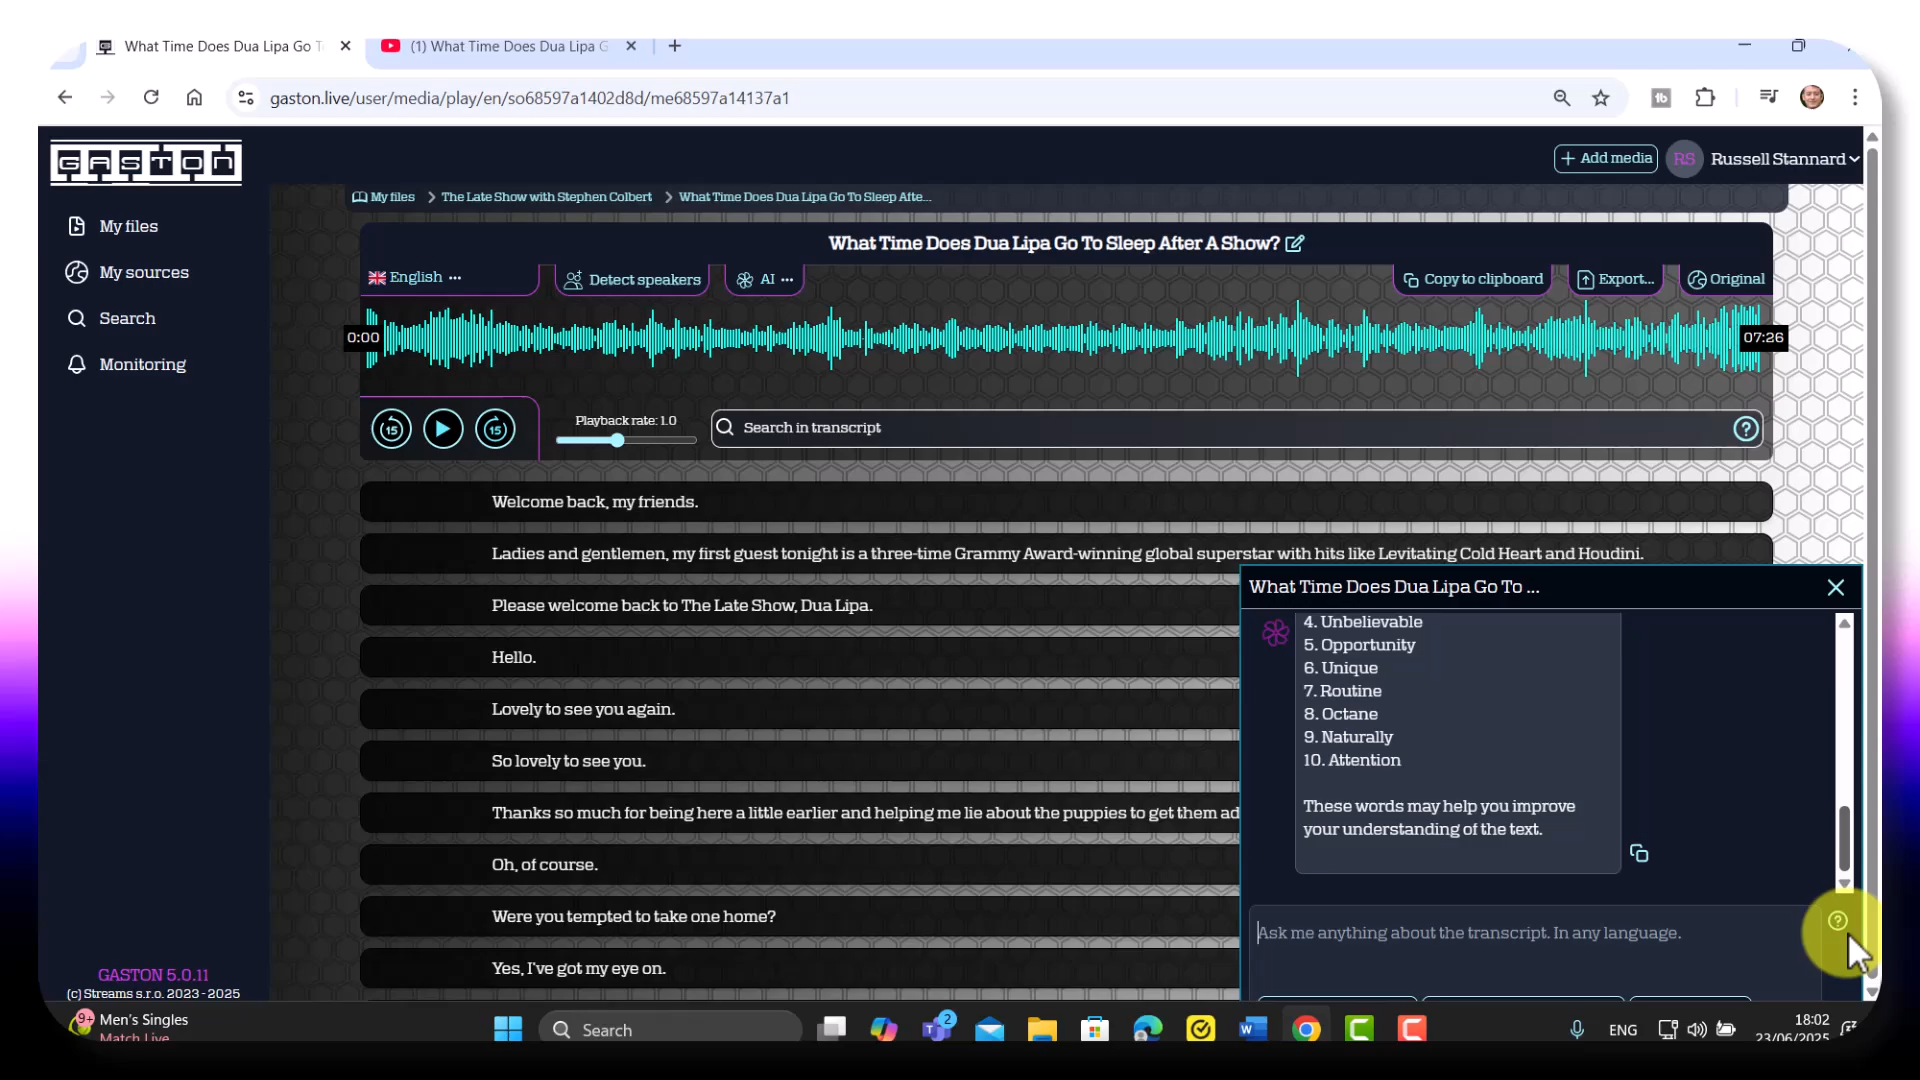 What Time Does Dua Lipa Go T
(1) What Time Does Dua Lipa G
gaston.live/user/media/play/en/so68597a1402d8d/me68597a14137a1
GASTON
+ Add media
RS
Russell Stannard
My files
My sources
Search
Monitoring
My files
The Late Show with Stephen Colbert
What Time Does Dua Lipa Go To Sleep Afte...
What Time Does Dua Lipa Go To Sleep After A Show?
English ...
Detect speakers
AI ...
Copy to clipboard
Export...
Original
0:00
07:26
15
15
Playback rate: 1.0
Search in transcript
Welcome back, my friends.
Ladies and gentlemen, my first guest tonight is a three-time Grammy Award-winning global superstar with hits like Levitating Cold Heart and Houdini.
Please welcome back to The Late Show, Dua Lipa.
Hello.
Lovely to see you again.
So lovely to see you.
Thanks so much for being here a little earlier and helping me lie about the puppies to get them ad
Oh, of course.
Were you tempted to take one home?
Yes, I've got my eye on.
What Time Does Dua Lipa Go To ...
4. Unbelievable
5. Opportunity
6. Unique
7. Routine
8. Octane
9. Naturally
10. Attention
These words may help you improve
your understanding of the text.
Ask me anything about the transcript. In any language.
GASTON 5.0.11
(c) Streams s.r.o. 2023 - 2025
9+
Men's Singles
Match Live
Search
2
ENG
18:02
23/06/2025